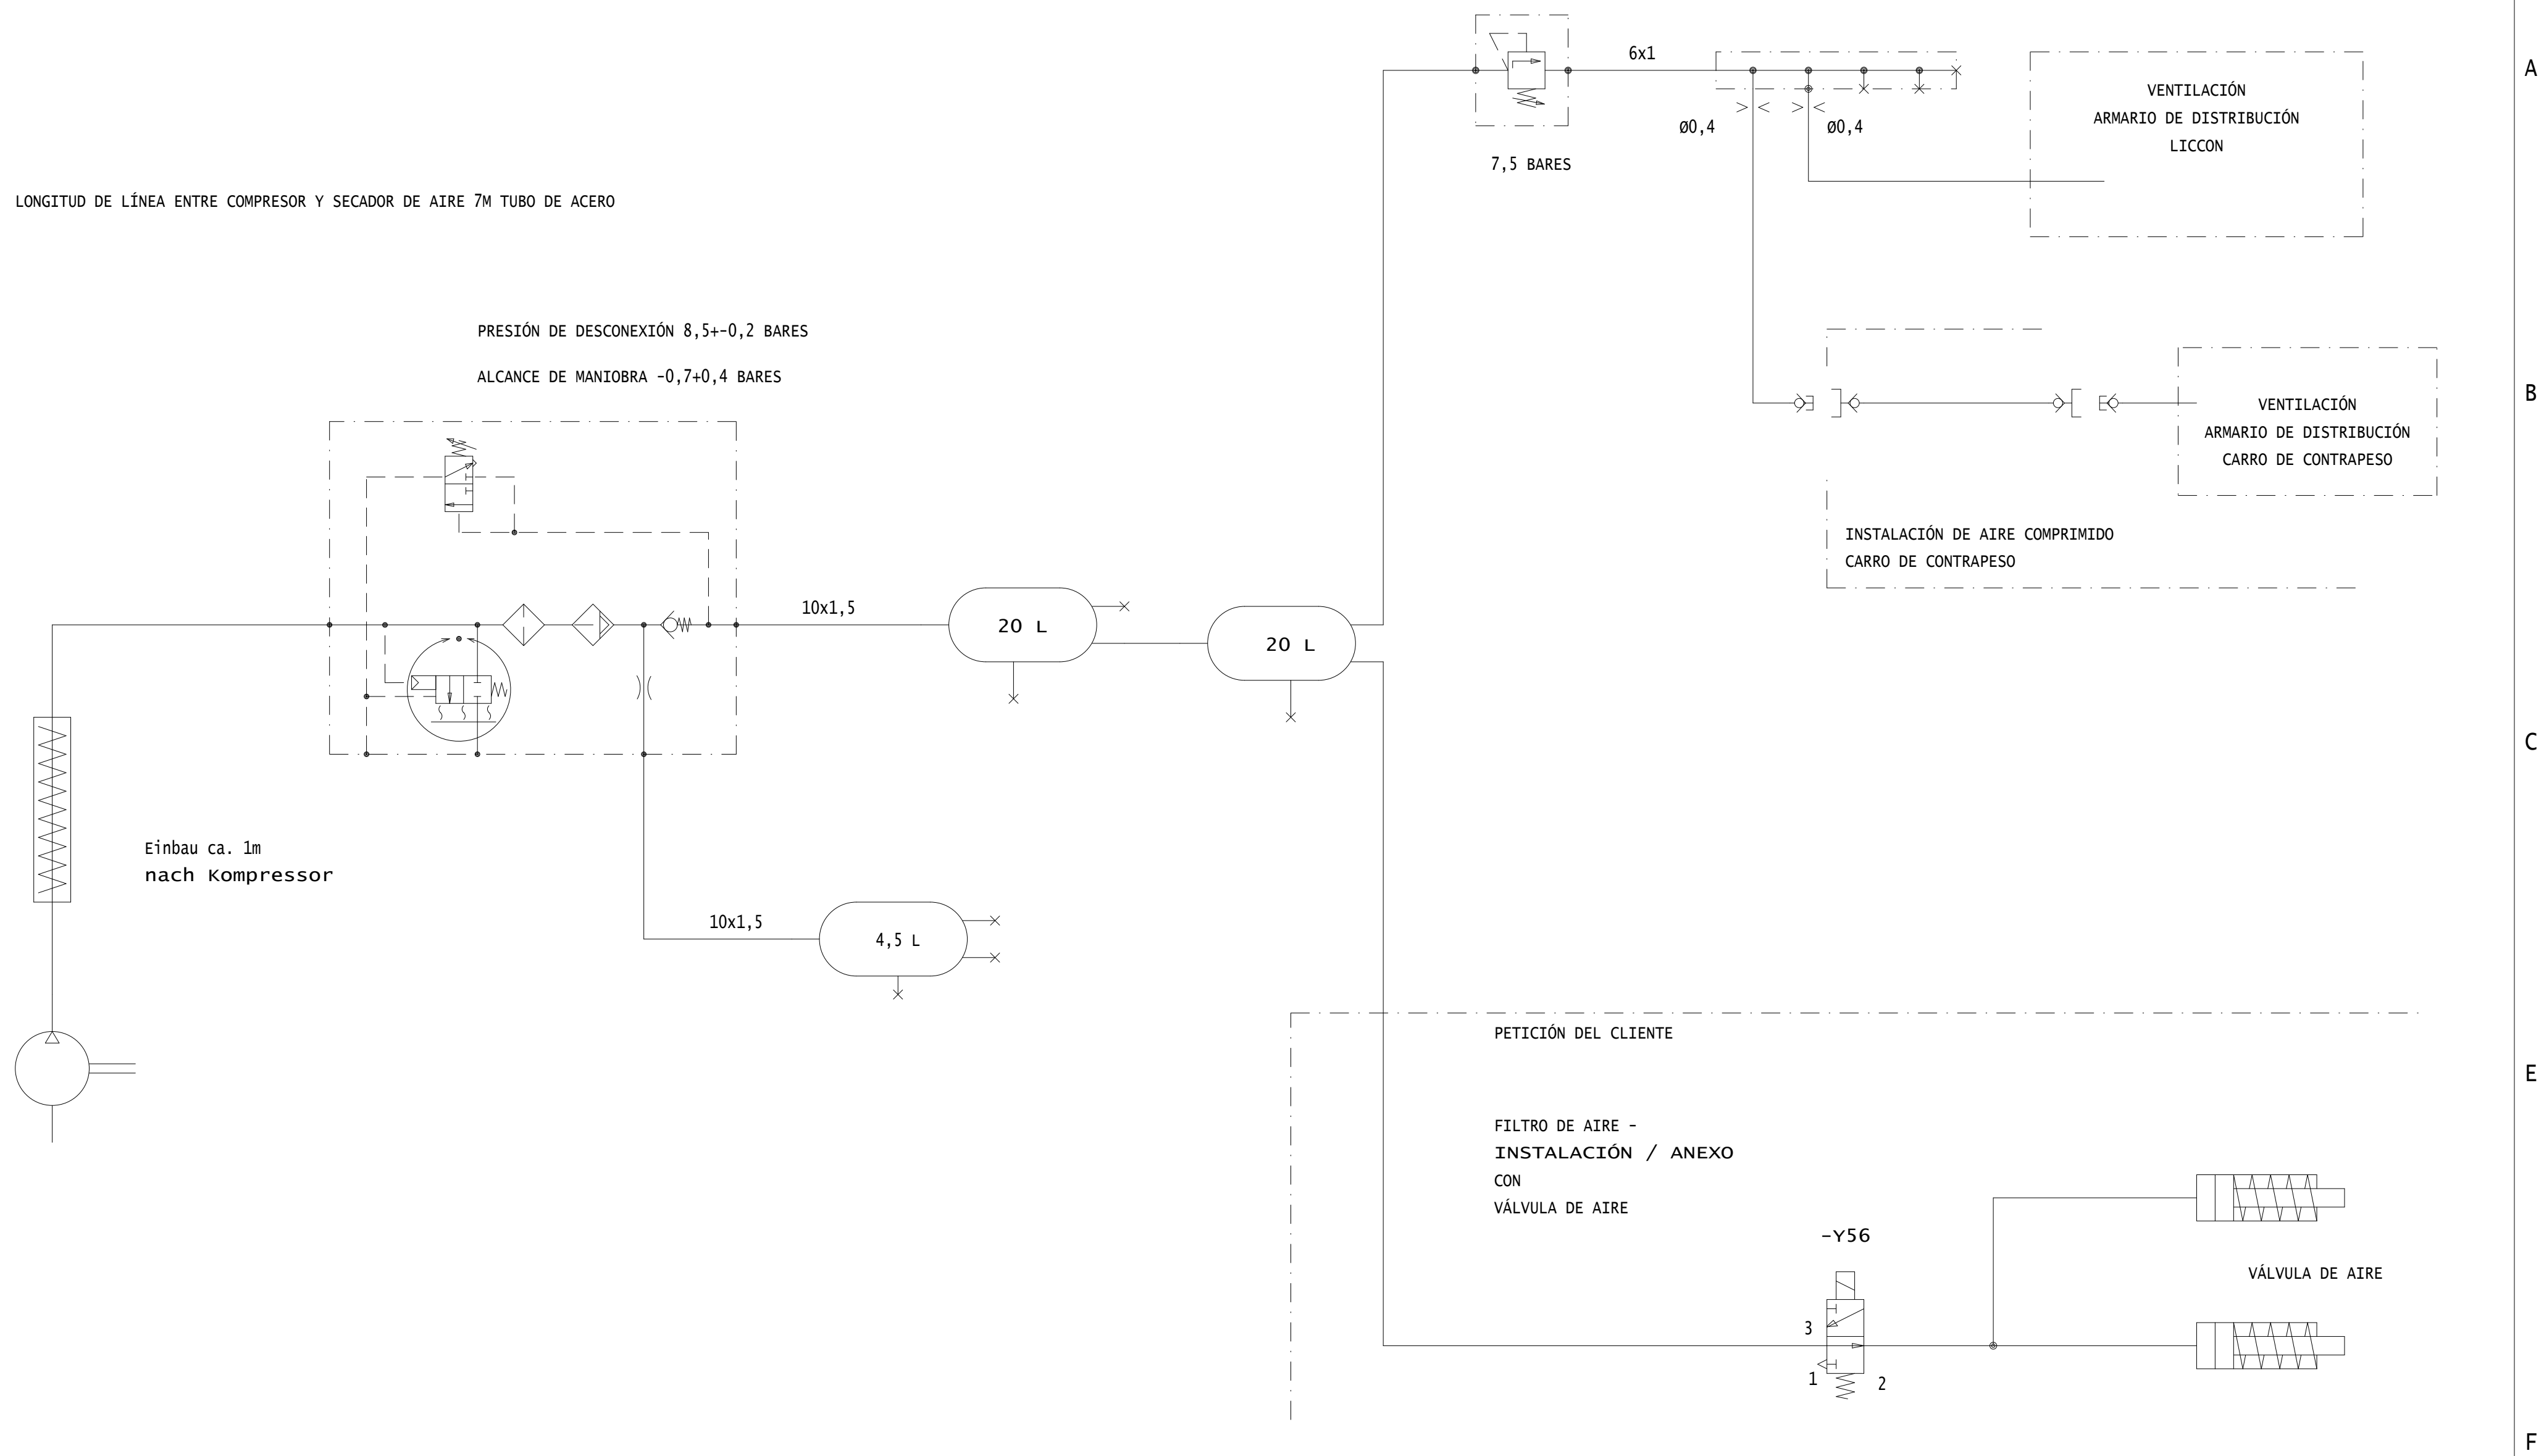 A
6x1
Ø0,4
Ø0,4
7,5 BARES
VENTILACIÓN
ARMARIO DE DISTRIBUCIÓN
LICCON
LONGITUD DE LÍNEA ENTRE COMPRESOR Y SECADOR DE AIRE 7M TUBO DE ACERO
PRESIÓN DE DESCONEXIÓN 8,5+-0,2 BARES
ALCANCE DE MANIOBRA -0,7+0,4 BARES
B
VENTILACIÓN
ARMARIO DE DISTRIBUCIÓN
CARRO DE CONTRAPESO
INSTALACIÓN DE AIRE COMPRIMIDO
CARRO DE CONTRAPESO
10x1,5
20 L
20 L
C
Einbau ca. 1m
nach Kompressor
10x1,5
4,5 L
PETICIÓN DEL CLIENTE
E
FILTRO DE AIRE -
INSTALACIÓN / ANEXO
CON
VÁLVULA DE AIRE
-Y56
VÁLVULA DE AIRE
3
1
2
F